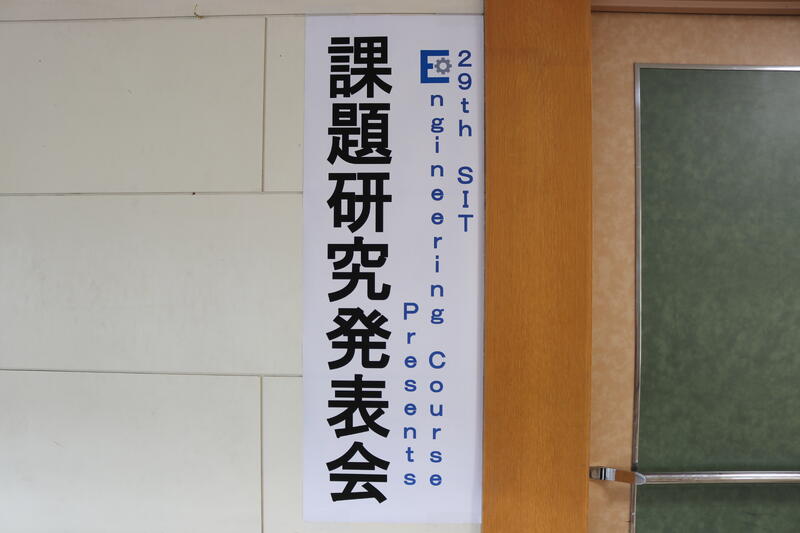 29th SIT
Engineering Course
Presents
課題研究発表会